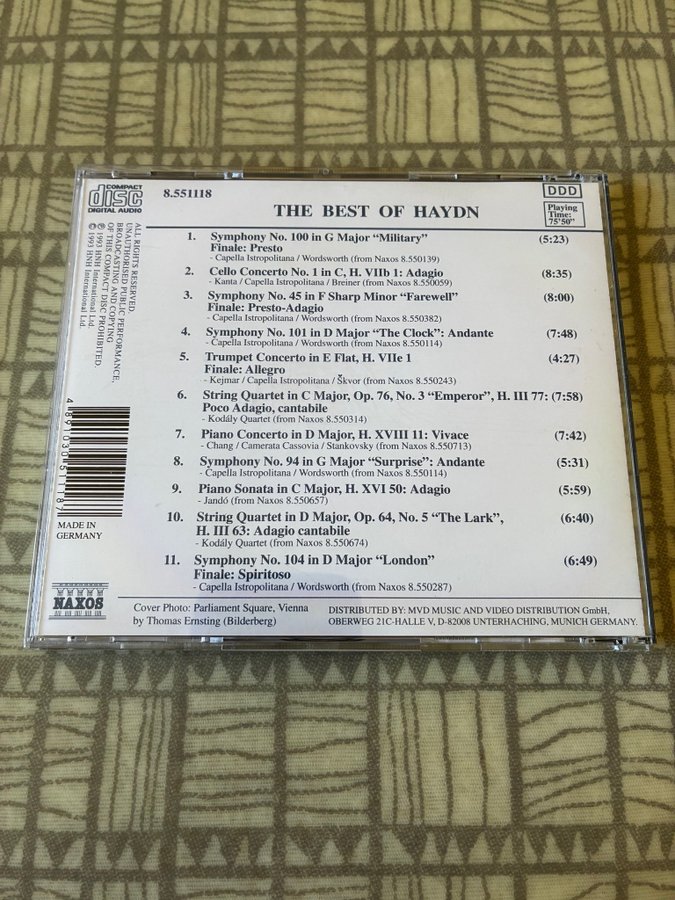 COMPACT
disc
DIGITAL AUDIO
8.551118
DDD
THE BEST OF HAYDN
Playing
Time:
75'50"
1. Symphony No. 100 in G Major “Military” (5:23)
Finale: Presto
- Capella Istropolitana / Wordsworth (from Naxos 8.550139)
2. Cello Concerto No. 1 in C, H. VIIb 1: Adagio (8:35)
- Kanta / Capella Istropolitana / Breiner (from Naxos 8.550059)
3. Symphony No. 45 in F Sharp Minor “Farewell” (8:00)
Finale: Presto-Adagio
- Capella Istropolitana / Wordsworth (from Naxos 8.550382)
4. Symphony No. 101 in D Major “The Clock”: Andante (7:48)
- Capella Istropolitana / Wordsworth (from Naxos 8.550114)
5. Trumpet Concerto in E Flat, H. VIIe 1 (4:27)
Finale: Allegro
- Kejmar / Capella Istropolitana / Škvor (from Naxos 8.550243)
6. String Quartet in C Major, Op. 76, No. 3 “Emperor”, H. III 77: (7:58)
Poco Adagio, cantabile
- Kodály Quartet (from Naxos 8.550314)
7. Piano Concerto in D Major, H. XVIII 11: Vivace (7:42)
- Chang / Camerata Cassovia / Stankovsky (from Naxos 8.550713)
8. Symphony No. 94 in G Major “Surprise”: Andante (5:31)
- Capella Istropolitana / Wordsworth (from Naxos 8.550114)
9. Piano Sonata in C Major, H. XVI 50: Adagio (5:59)
- Jandó (from Naxos 8.550657)
10. String Quartet in D Major, Op. 64, No. 5 “The Lark”, (6:40)
H. III 63: Adagio cantabile
- Kodály Quartet (from Naxos 8.550674)
11. Symphony No. 104 in D Major “London” (6:49)
Finale: Spiritoso
- Capella Istropolitana / Wordsworth (from Naxos 8.550287)
ALL RIGHTS RESERVED.
UNAUTHORISED PUBLIC PERFORMANCE,
BROADCASTING AND COPYING
OF THIS COMPACT DISC PROHIBITED.
℗ 1993 HNH International Ltd.
© 1993 HNH International Ltd.
4 891030 511187
MADE IN
GERMANY
NAXOS
Cover Photo: Parliament Square, Vienna
by Thomas Ernsting (Bilderberg)
DISTRIBUTED BY: MVD MUSIC AND VIDEO DISTRIBUTION GmbH,
OBERWEG 21C-HALLE V, D-82008 UNTERHACHING, MUNICH GERMANY.